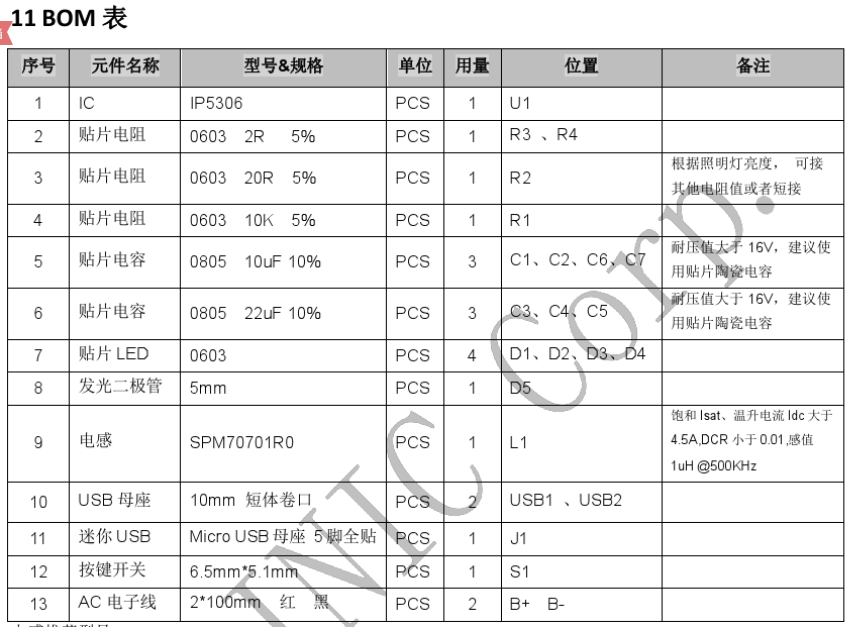 11 BOM 表
序号 元件名称 型号&规格 单位 用量 位置 备注
1 IC IP5306 PCS 1 U1
2 贴片电阻 0603 2R 5% PCS 1 R3 、R4
3 贴片电阻 0603 20R 5% PCS 1 R2 根据照明灯亮度， 可接
其他电阻值或者短接
4 贴片电阻 0603 10K 5% PCS 1 R1
5 贴片电容 0805 10uF 10% PCS 3 C1、C2、C6、C7 耐压值大于 16V，建议使
用贴片陶瓷电容
6 贴片电容 0805 22uF 10% PCS 3 C3、C4、C5 耐压值大于 16V，建议使
用贴片陶瓷电容
7 贴片 LED 0603 PCS 4 D1、D2、D3、D4
8 发光二极管 5mm PCS 1 D5
9 电感 SPM70701R0 PCS 1 L1 饱和 Isat、温升电流 Idc 大于
4.5A,DCR 小于 0.01,感值
1uH @500KHz
10 USB 母座 10mm 短体卷口 PCS 2 USB1 、USB2
11 迷你 USB Micro USB 母座 5 脚全贴 PCS 1 J1
12 按键开关 6.5mm*5.1mm PCS 1 S1
13 AC 电子线 2*100mm 红 黑 PCS 2 B+ B-
INIC Corp.